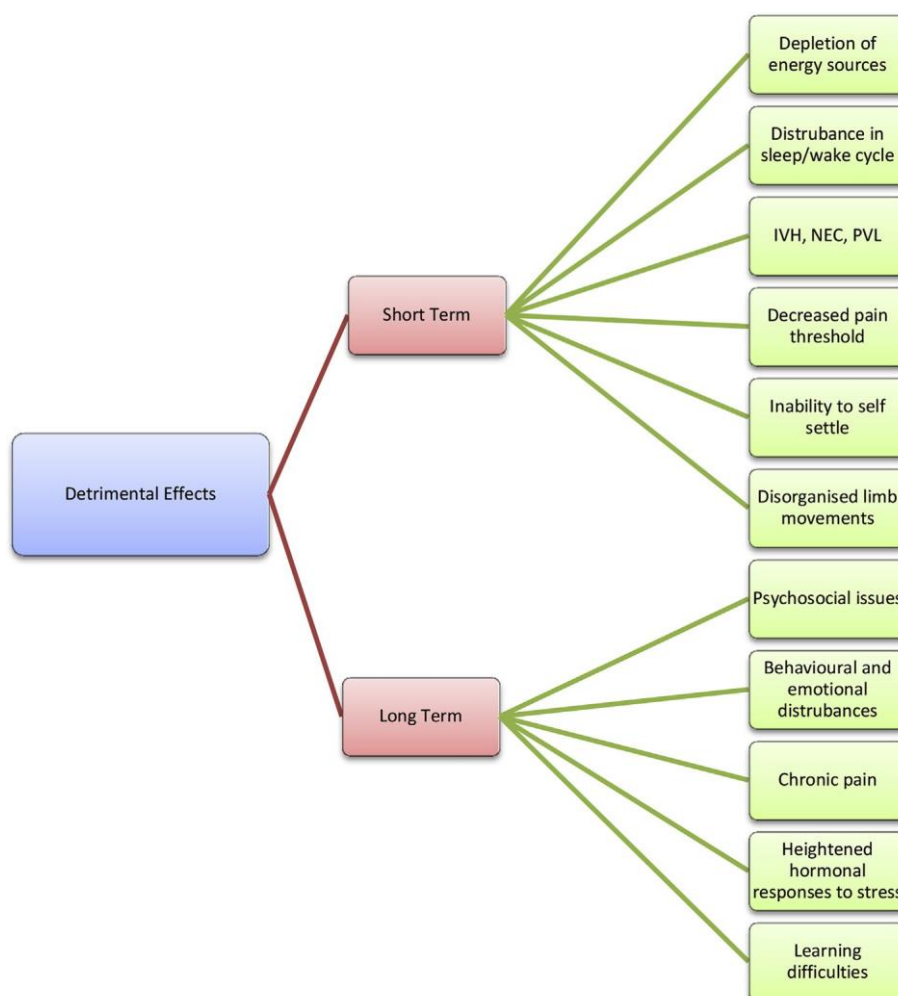 Detrimental Effects
Short Term
Depletion of
energy sources
Distrubance in
sleep/wake cycle
IVH, NEC, PVL
Decreased pain
threshold
Inability to self
settle
Disorganised limb
movements
Long Term
Psychosocial issues
Behavioural and
emotional
distrubances
Chronic pain
Heightened
hormonal
responses to stress
Learning
difficulties